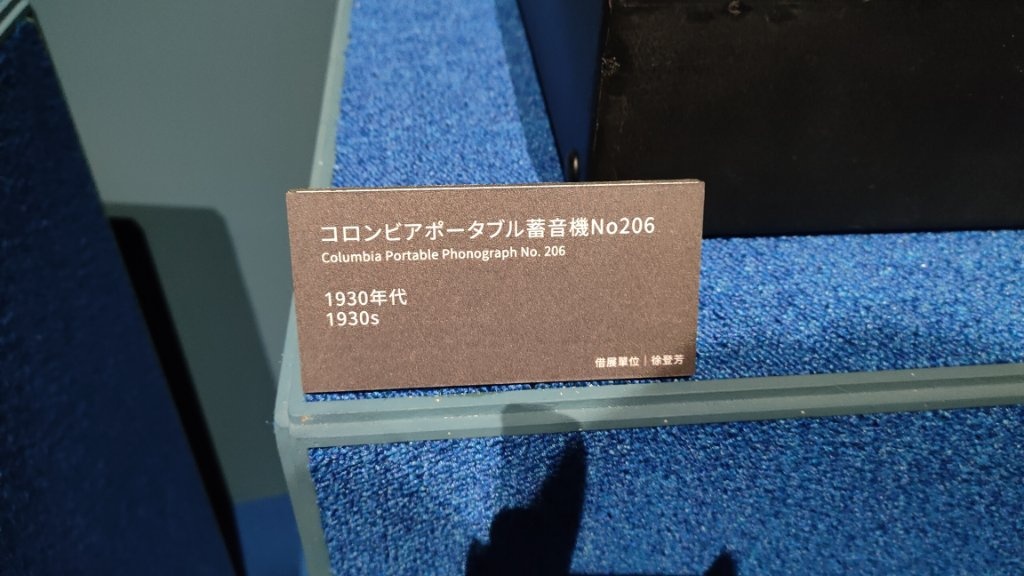 コロンビアポータブル蓄音機No206
Columbia Portable Phonograph No. 206
1930年代
1930s
借展單位｜徐登芳